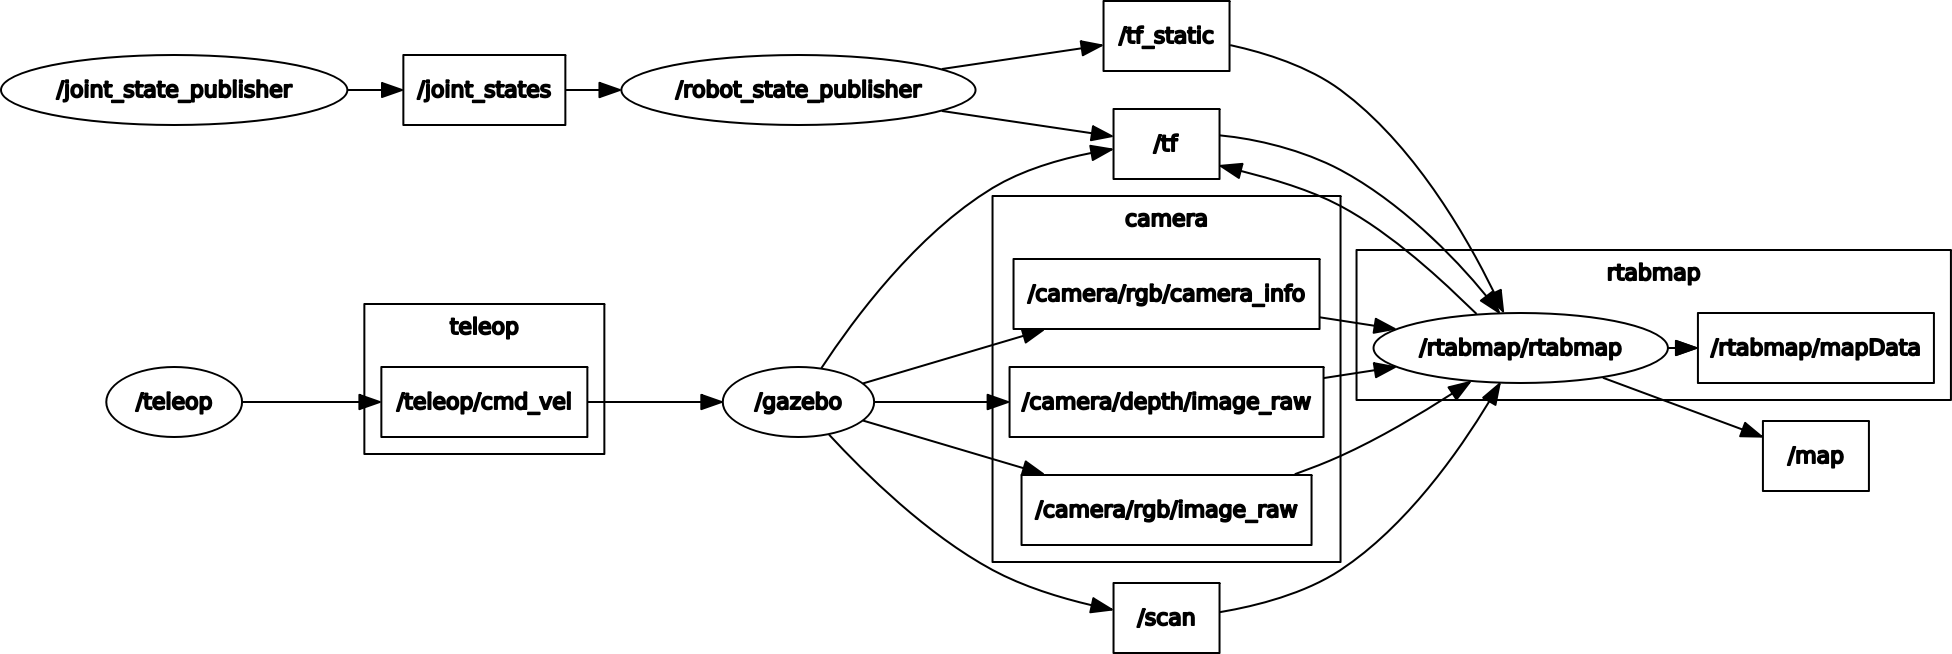 /tf_static
/joint_state_publisher
/joint_states
/robot_state_publisher
/tf
camera
/camera/rgb/camera_info
rtabmap
/rtabmap/rtabmap
/rtabmap/mapData
teleop
/teleop
/teleop/cmd_vel
/gazebo
/camera/depth/image_raw
/map
/camera/rgb/image_raw
/scan